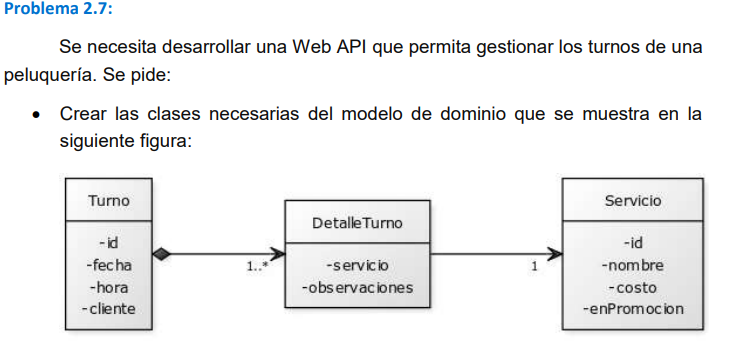 Problema 2.7:
Se necesita desarrollar una Web API que permita gestionar los turnos de una
peluquería. Se pide:
• Crear las clases necesarias del modelo de dominio que se muestra en la
siguiente figura:
Turno
-id
-fecha
-hora
-cliente
1..*
DetalleTurno
-servicio
-observaciones
1
Servicio
-id
-nombre
-costo
-enPromocion